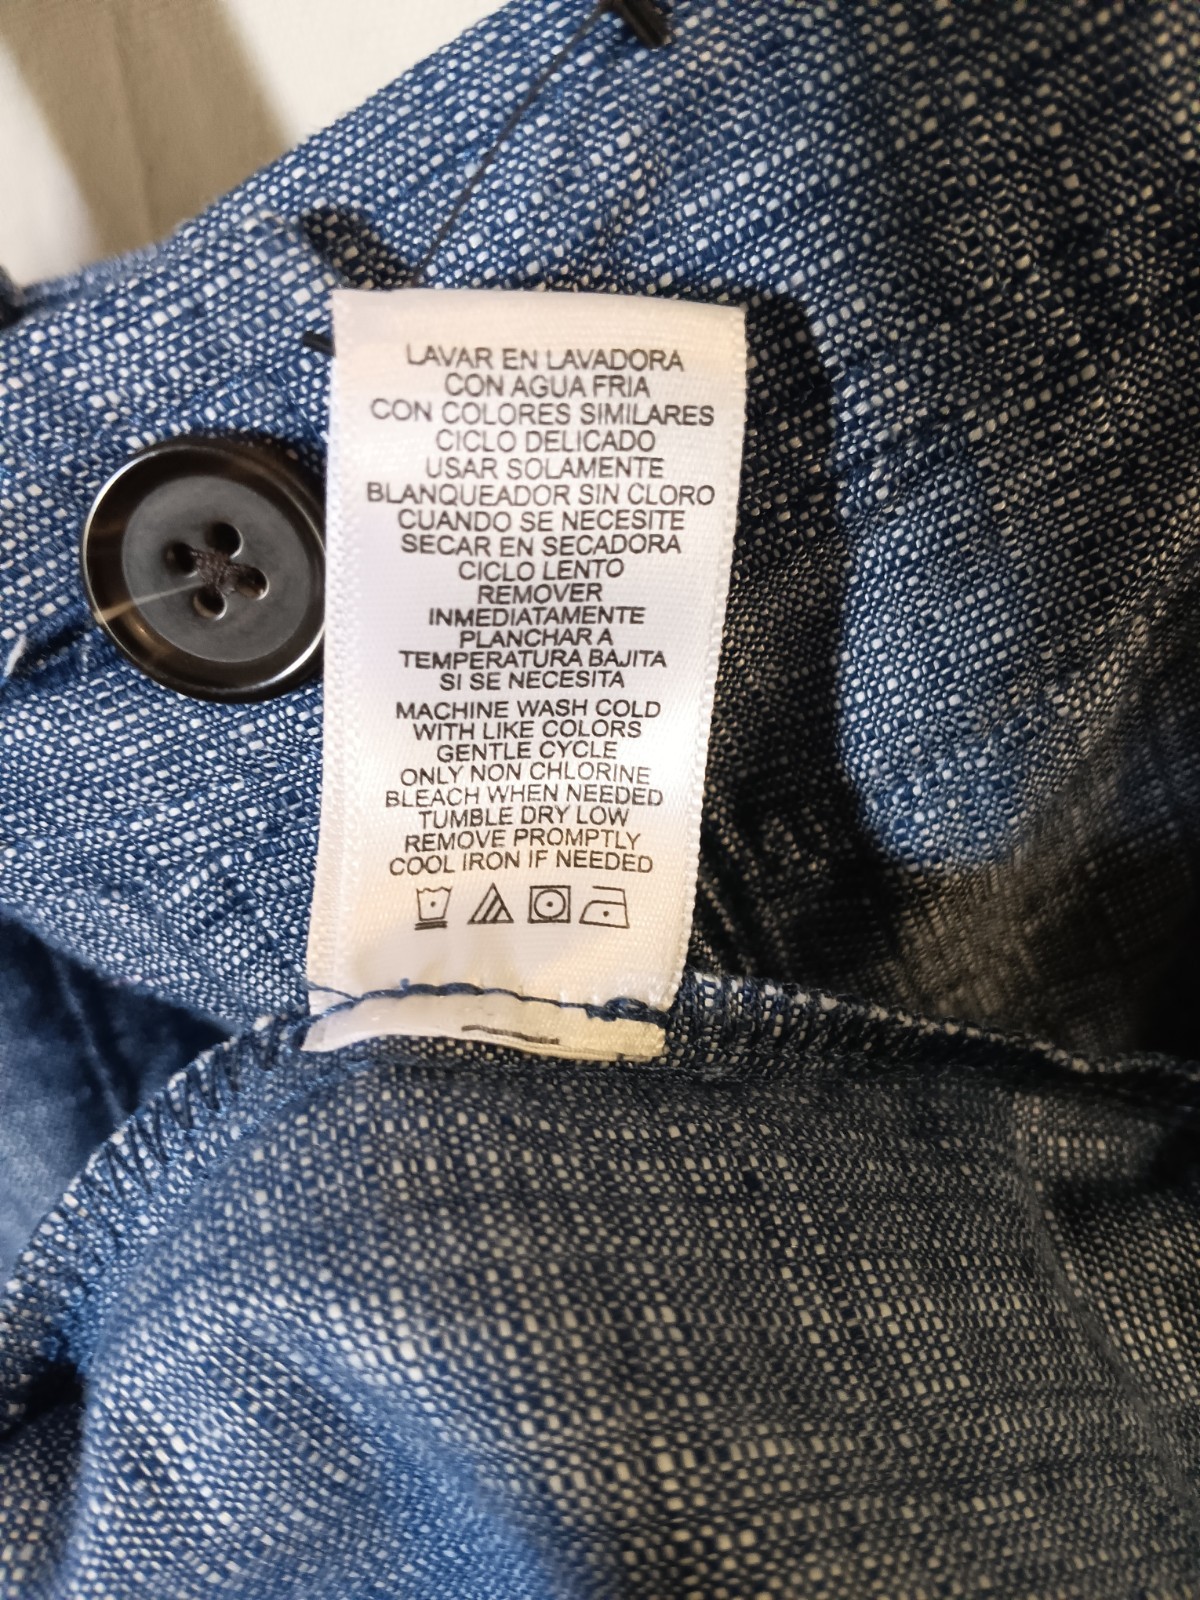 LAVAR EN LAVADORA
CON AGUA FRIA
CON COLORES SIMILARES
CICLO DELICADO
USAR SOLAMENTE
BLANQUEADOR SIN CLORO
CUANDO SE NECESITE
SECAR EN SECADORA
CICLO LENTO
REMOVER
INMEDIATAMENTE
PLANCHAR A
TEMPERATURA BAJITA
SI SE NECESITA
MACHINE WASH COLD
WITH LIKE COLORS
GENTLE CYCLE
ONLY NON CHLORINE
BLEACH WHEN NEEDED
TUMBLE DRY LOW
REMOVE PROMPTLY
COOL IRON IF NEEDED